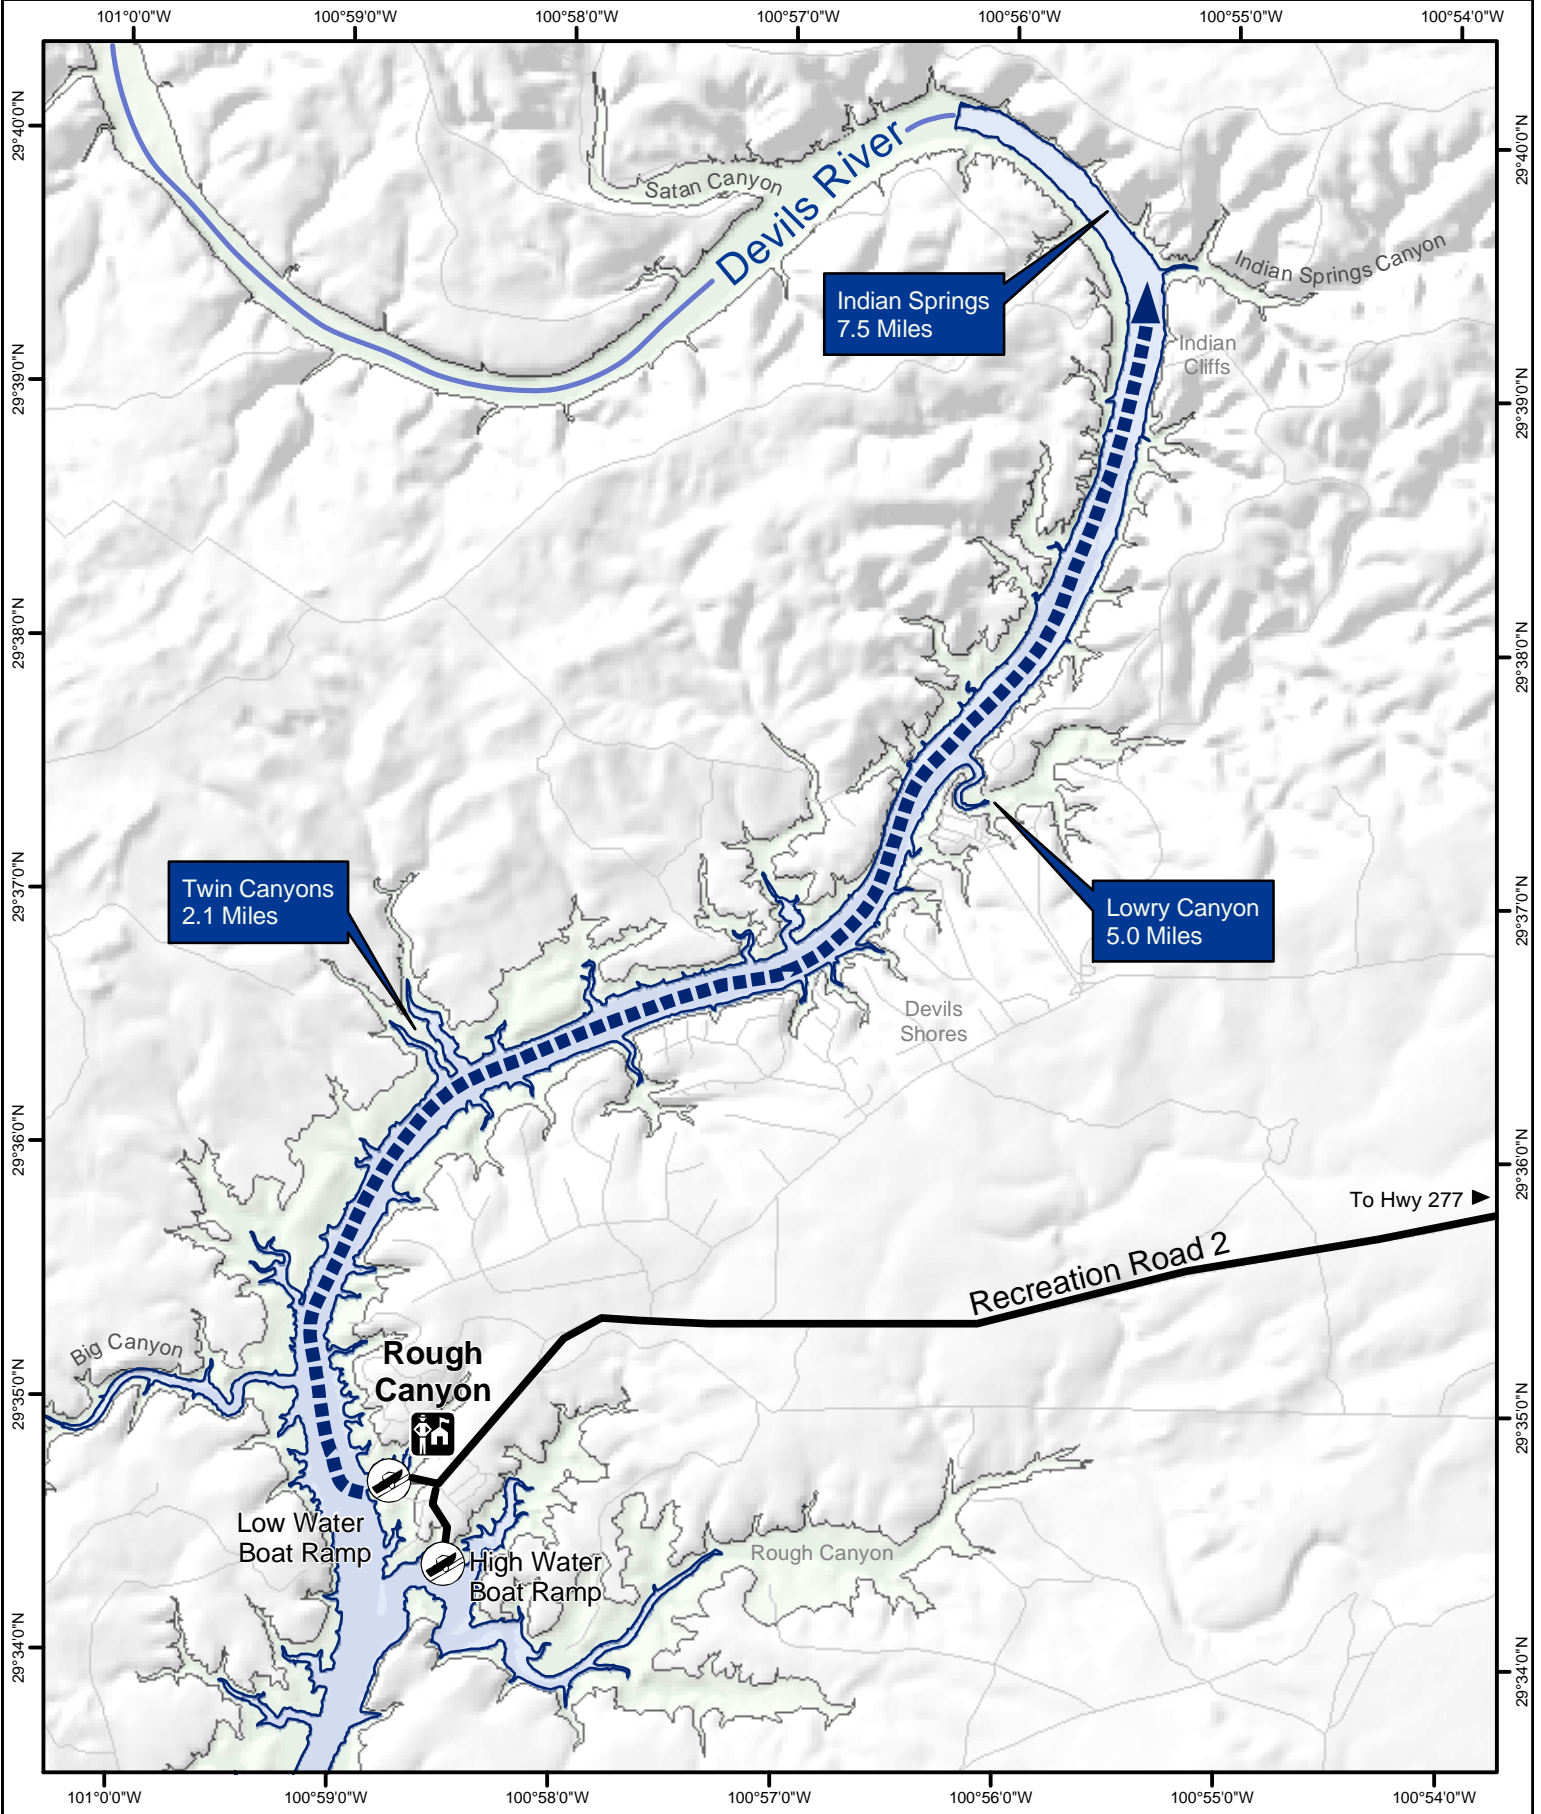 101°0'0"W
100°59'0"W
100°58'0"W
100°57'0"W
100°56'0"W
100°55'0"W
100°54'0"W
29°40'0"N
29°40'0"N
Satan Canyon
Devils River
Indian Springs Canyon
Indian Springs
7.5 Miles
Indian
Cliffs
29°39'0"N
29°39'0"N
29°38'0"N
29°38'0"N
29°37'0"N
29°37'0"N
Twin Canyons
2.1 Miles
Lowry Canyon
5.0 Miles
Devils
Shores
29°36'0"N
29°36'0"N
To Hwy 277
Recreation Road 2
Big Canyon
Rough
Canyon
29°35'0"N
29°35'0"N
Low Water
Boat Ramp
High Water
Boat Ramp
Rough Canyon
29°34'0"N
29°34'0"N
101°0'0"W
100°59'0"W
100°58'0"W
100°57'0"W
100°56'0"W
100°55'0"W
100°54'0"W